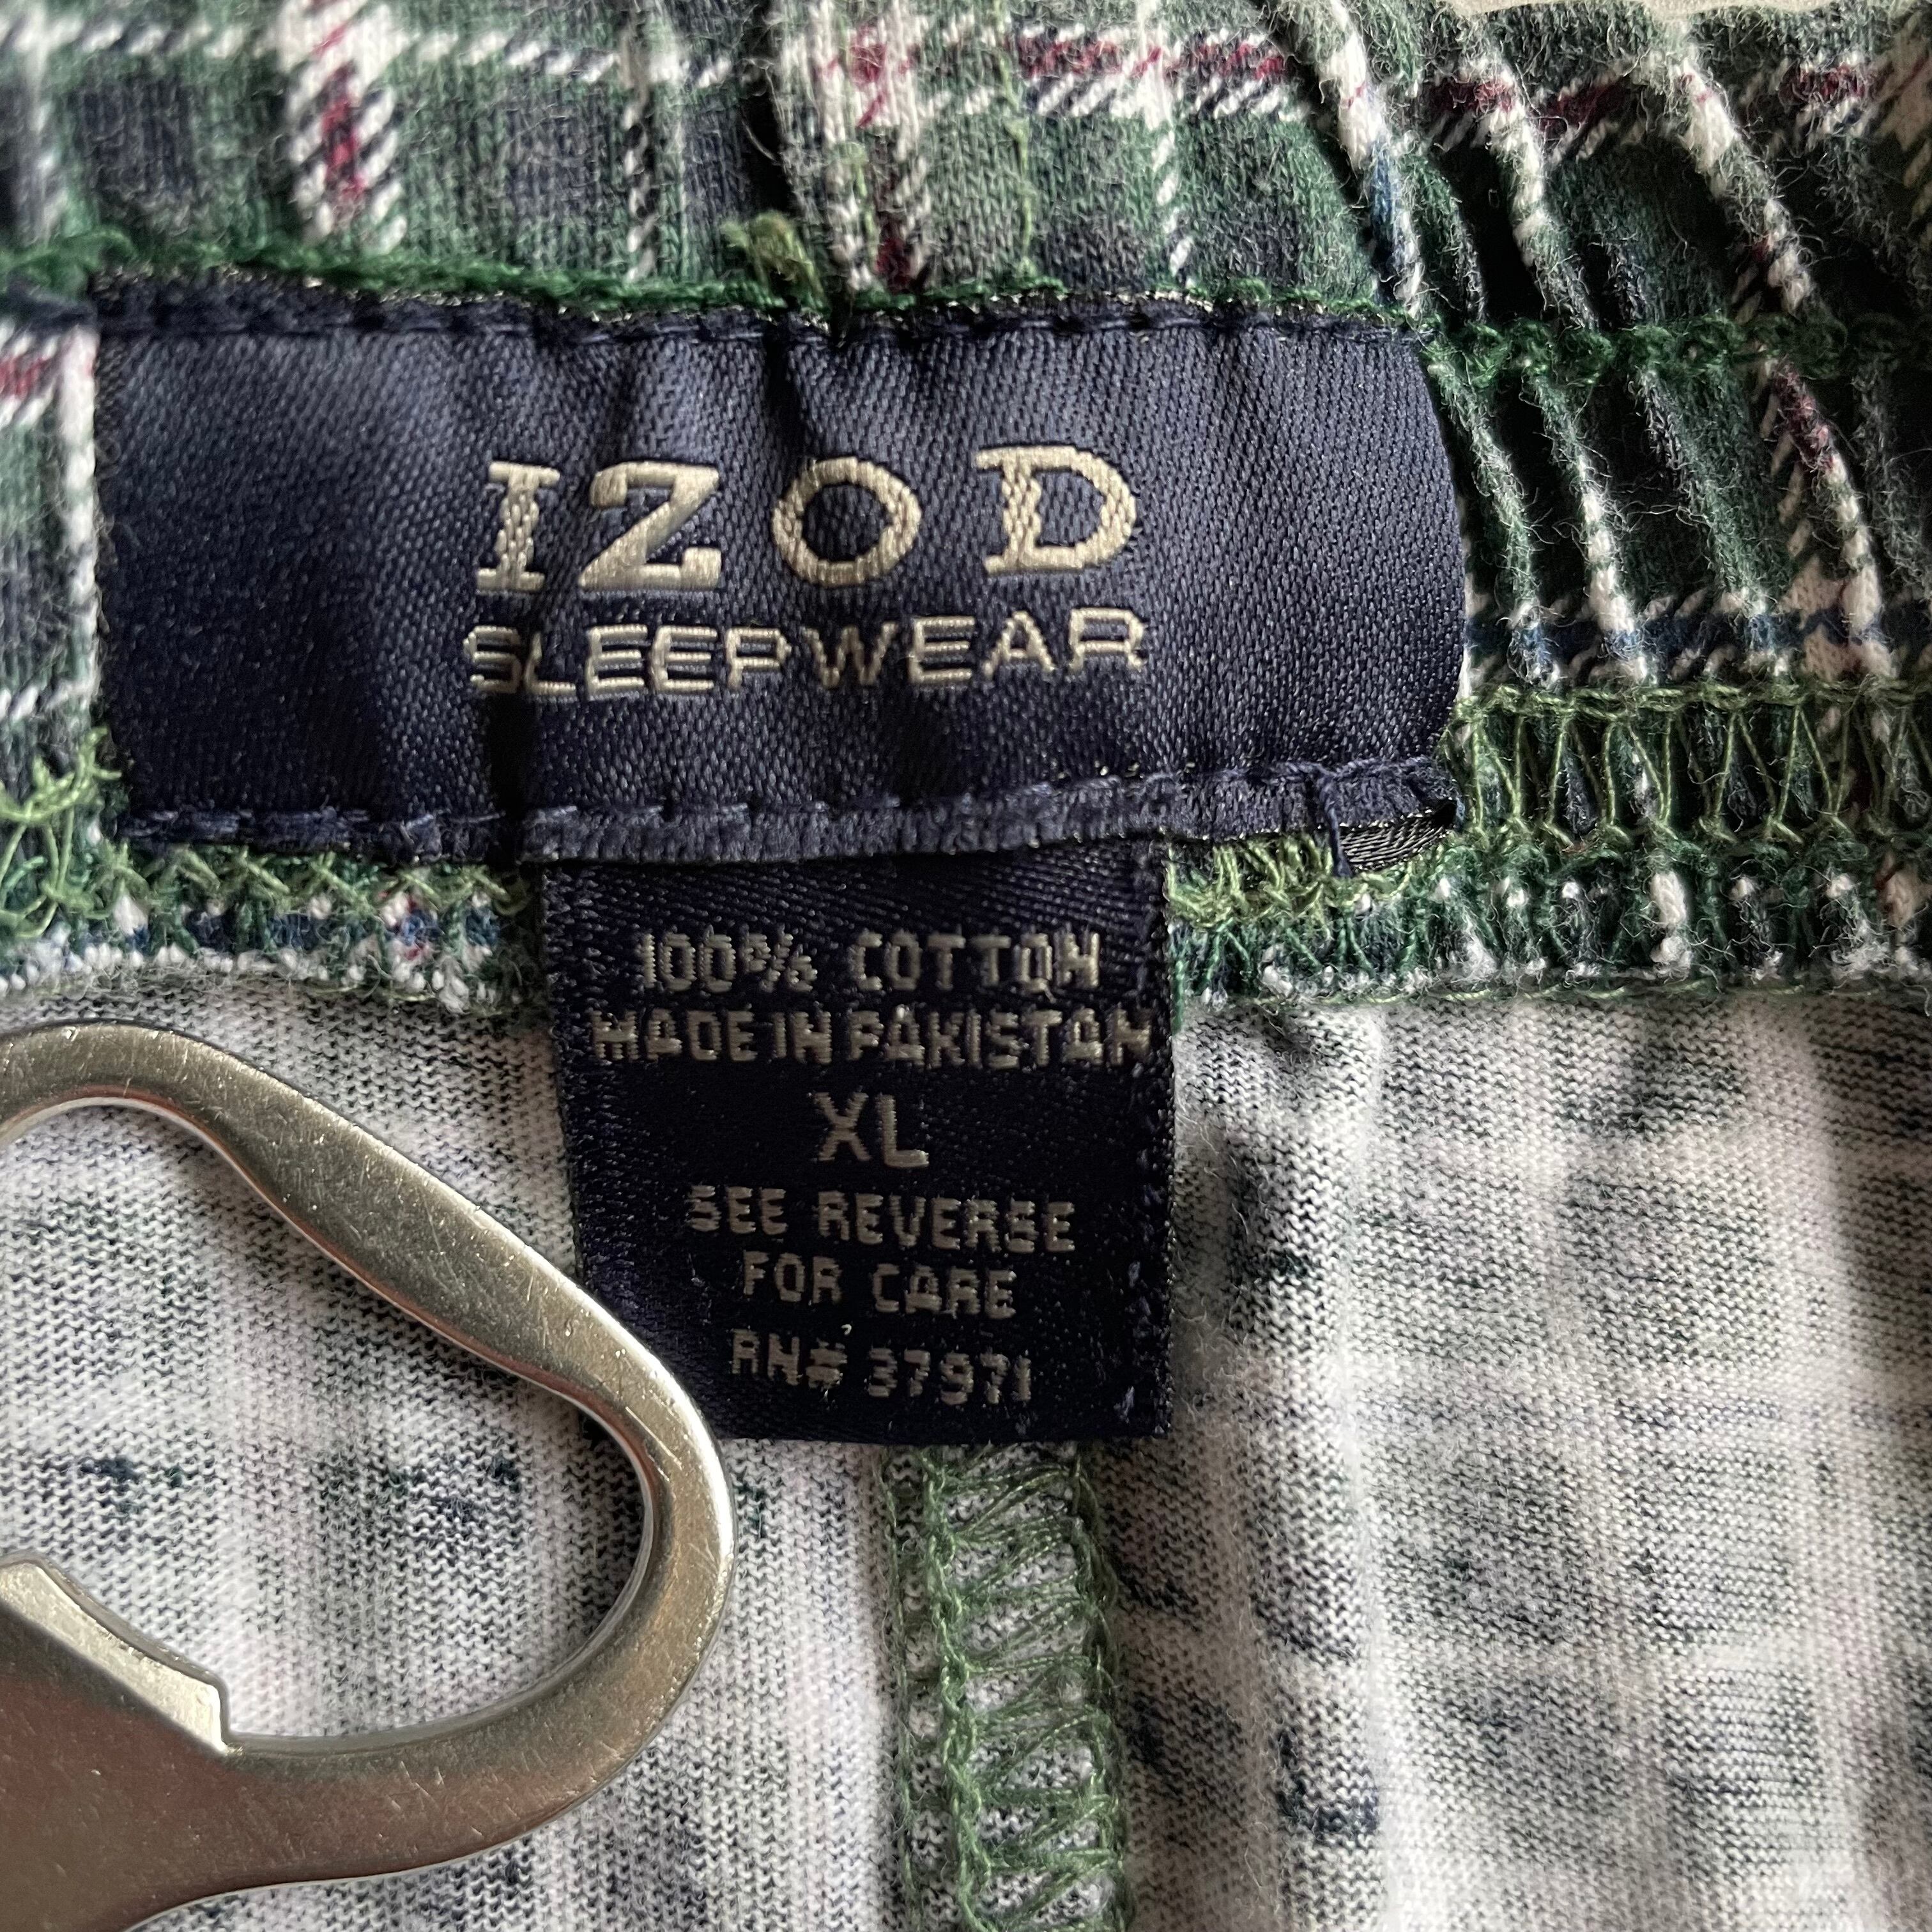 IZOD
SLEEPWEAR
100% COTTON
MADE IN PAKISTAN
XL
SEE REVERSE
FOR CARE
RN# 37971